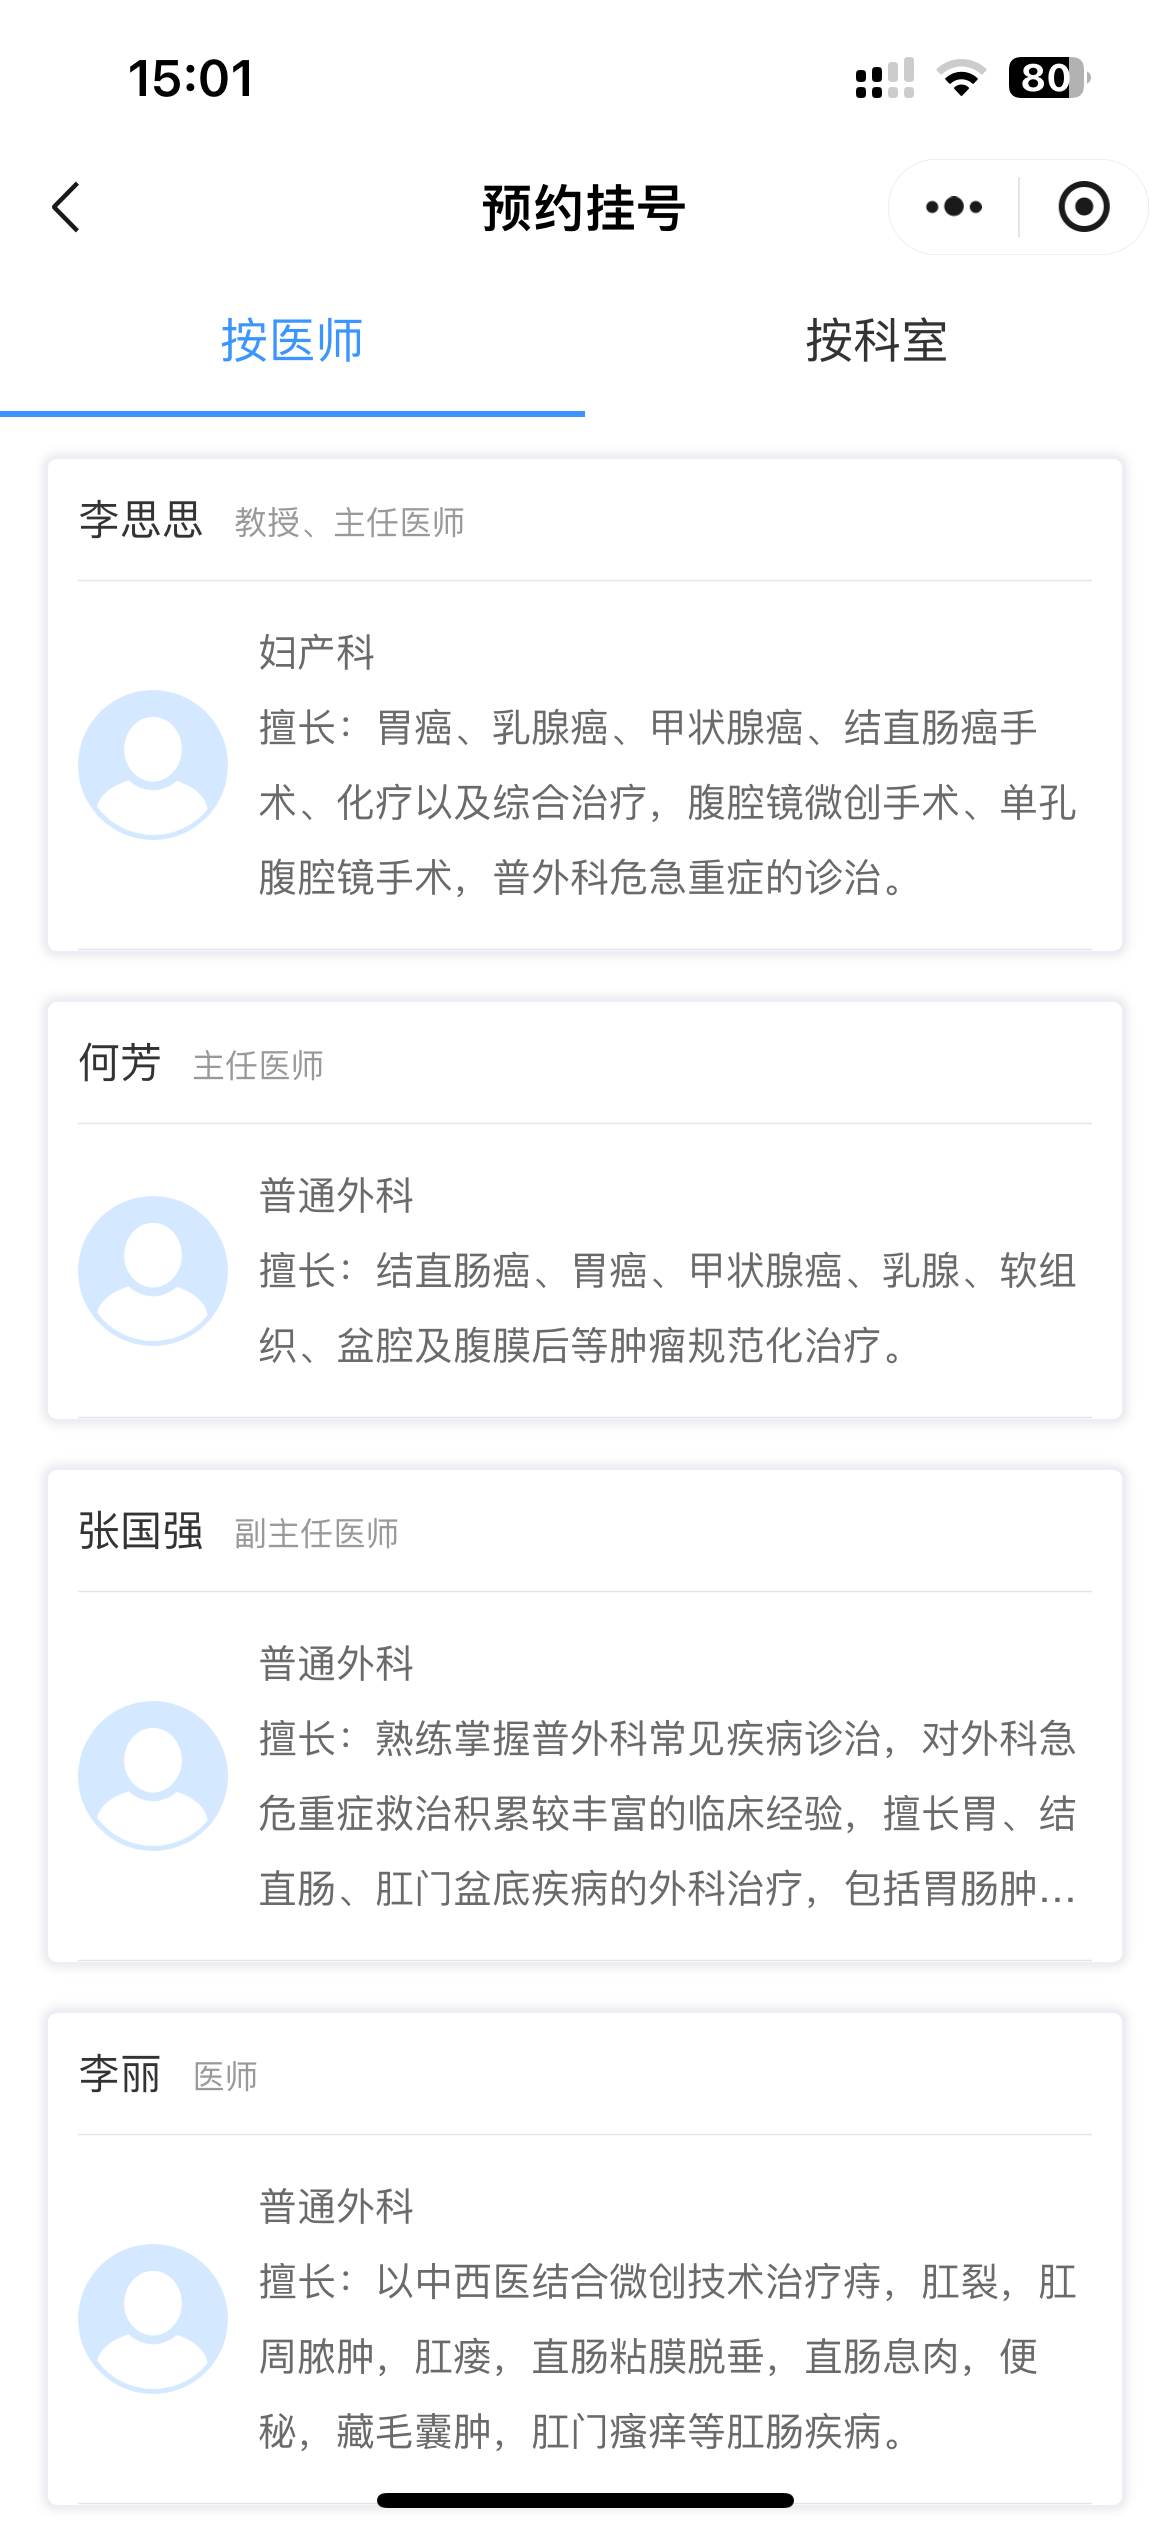 15:01
80
预约挂号
按医师 按科室
李思思 教授、主任医师
妇产科
擅长：胃癌、乳腺癌、甲状腺癌、结直肠癌手
术、化疗以及综合治疗，腹腔镜微创手术、单孔
腹腔镜手术，普外科危急重症的诊治。
何芳 主任医师
普通外科
擅长：结直肠癌、胃癌、甲状腺癌、乳腺、软组
织、盆腔及腹膜后等肿瘤规范化治疗。
张国强 副主任医师
普通外科
擅长：熟练掌握普外科常见疾病诊治，对外科急
危重症救治积累较丰富的临床经验，擅长胃、结
直肠、肛门盆底疾病的外科治疗，包括胃肠肿...
李丽 医师
普通外科
擅长：以中西医结合微创技术治疗痔，肛裂，肛
周脓肿，肛瘘，直肠粘膜脱垂，直肠息肉，便
秘，藏毛囊肿，肛门瘙痒等肛肠疾病。